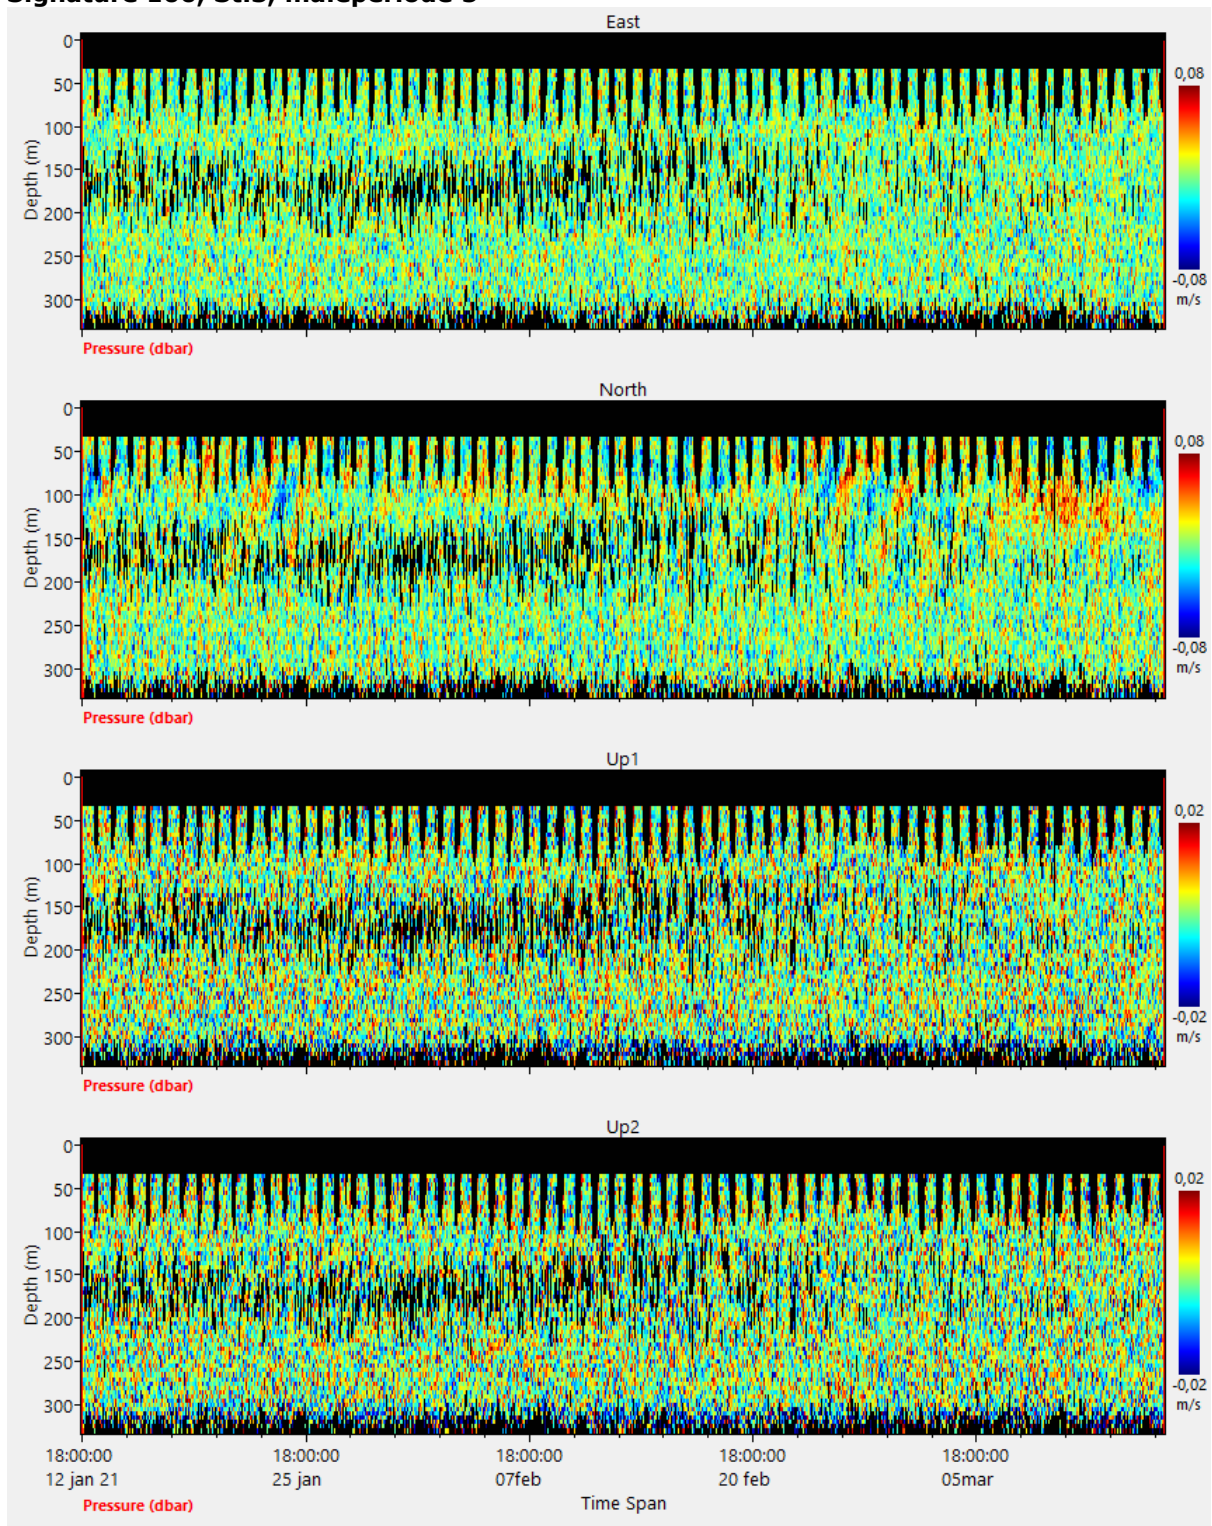 East
0
50
100
150
200
250
300
Depth (m)
0,08
-0,08
m/s
Pressure (dbar)
North
0
50
100
150
200
250
300
Depth (m)
0,08
-0,08
m/s
Pressure (dbar)
Up1
0
50
100
150
200
250
300
Depth (m)
0,02
-0,02
m/s
Pressure (dbar)
Up2
0
50
100
150
200
250
300
Depth (m)
0,02
-0,02
m/s
18:00:00 18:00:00 18:00:00 18:00:00 18:00:00
12 jan 21 25 jan 07feb 20 feb 05mar
Pressure (dbar) Time Span